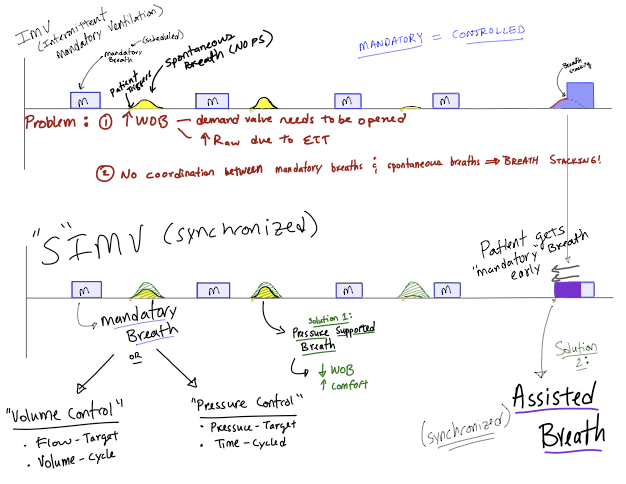 IMV
(Intermittent
mandatory Ventilation)
(scheduled)
mandatory
Breath
Patient
Triggers
Spontaneous
Breath (NO PS)
MANDATORY = CONTROLLED
Breath
stacking
m
m
m
m
Problem: ① ↑ WOB — demand valve needs to be opened
↑ Raw due to ETT
② No coordination between mandatory breaths & spontaneous breaths ⇒ BREATH STACKING!
"S" IMV (synchronized)
Patient gets
"mandatory" Breath
early
m
m
m
m
mandatory
Breath
OR
Solution 1:
Pressure Supported
Breath
↓ WOB
↑ comfort
Solution
2:
"Volume Control"
• Flow-Target
• Volume-Cycle
"Pressure Control"
• Pressure-Target
• Time-Cycled
(synchronized)
Assisted
Breath